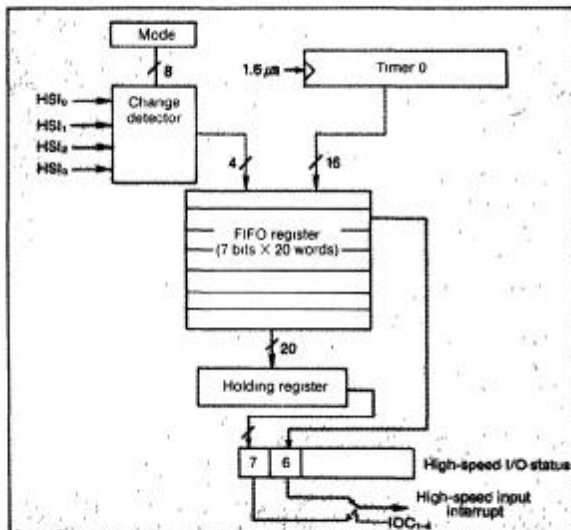 Mode
8
1.6 µs
Timer 0
HSI₀
HSI₁
HSI₂
HSI₃
Change
detector
4
16
FIFO register
(7 bits × 20 words)
20
Holding register
7
6
High-speed I/O status
High-speed input
interrupt